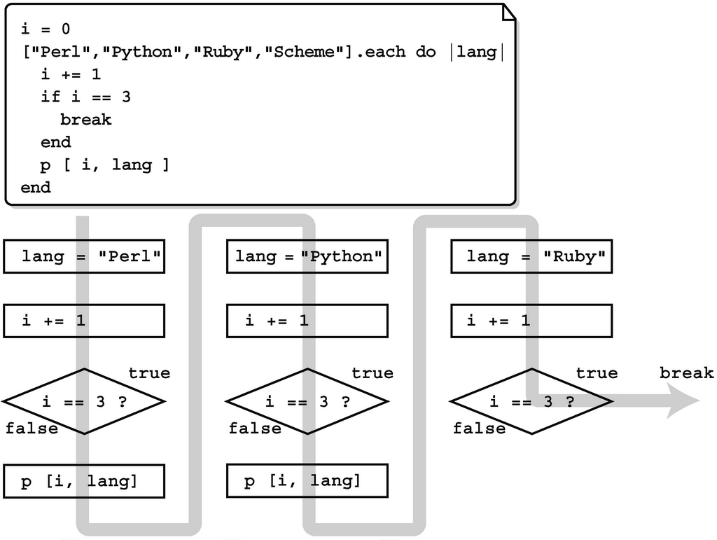 i = 0
["Perl","Python","Ruby","Scheme"].each do |lang|
i += 1
if i == 3
break
end
p [ i, lang ]
end
lang = "Perl"
i += 1
true
i == 3 ?
false
p [i, lang]
lang = "Python"
i += 1
true
i == 3 ?
false
p [i, lang]
lang = "Ruby"
i += 1
true
i == 3 ?
false
break